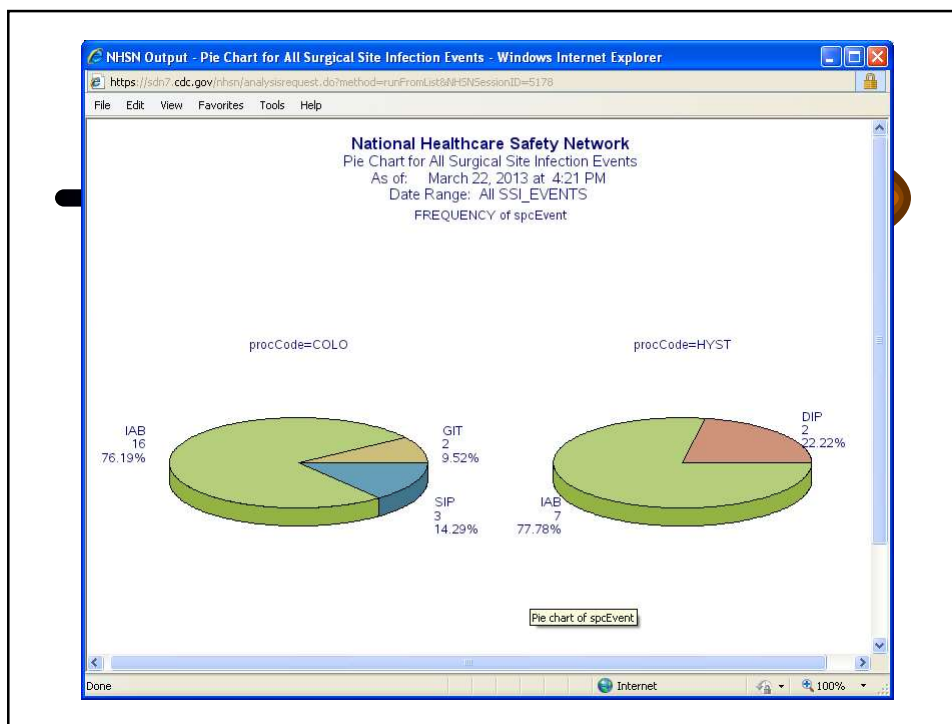 NHSN Output - Pie Chart for All Surgical Site Infection Events - Windows Internet Explorer
https://sdn7.cdc.gov/nhsn/analysisrequest.do?method=runFromList&NHSNSessionID=5178
File Edit View Favorites Tools Help
National Healthcare Safety Network
Pie Chart for All Surgical Site Infection Events
As of: March 22, 2013 at 4:21 PM
Date Range: All SSI_EVENTS
FREQUENCY of spcEvent
procCode=COLO
IAB
16
76.19%
GIT
2
9.52%
SIP
3
14.29%
procCode=HYST
DIP
2
22.22%
IAB
7
77.78%
Pie chart of spcEvent
Done
Internet
100%